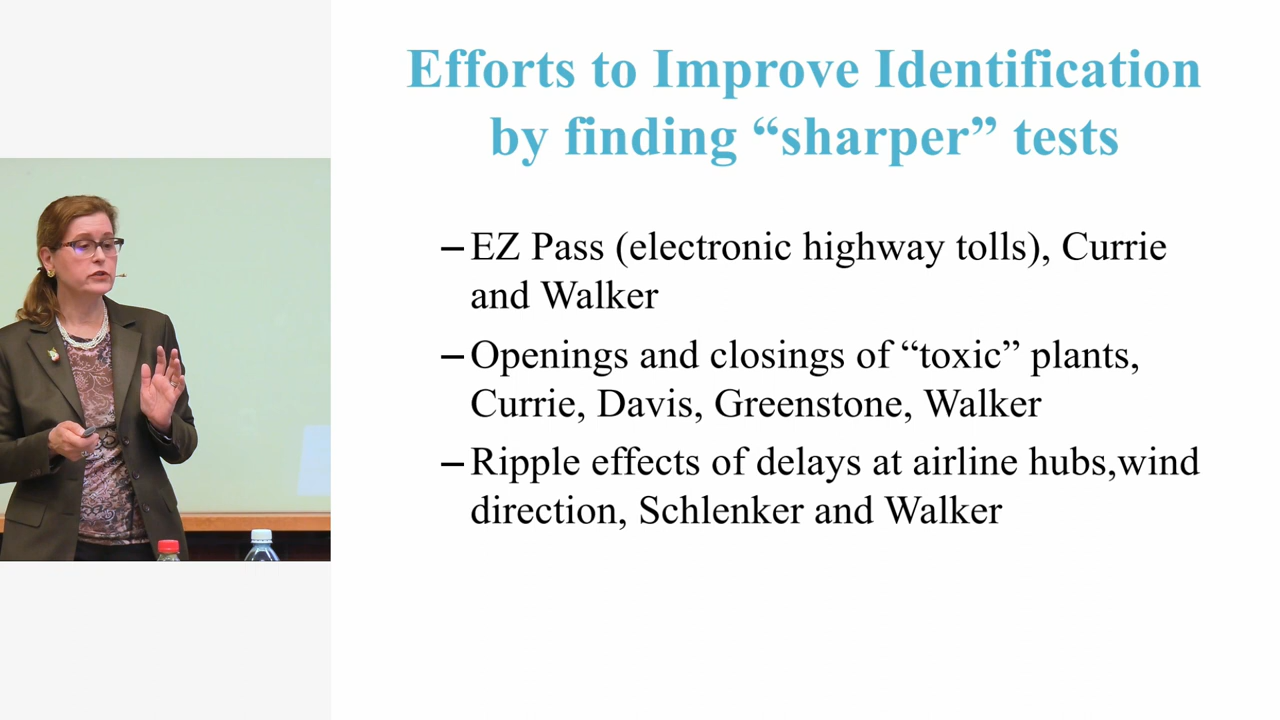 Efforts to Improve Identification
by finding “sharper” tests
– EZ Pass (electronic highway tolls), Currie
and Walker
– Openings and closings of “toxic” plants,
Currie, Davis, Greenstone, Walker
– Ripple effects of delays at airline hubs,wind
direction, Schlenker and Walker